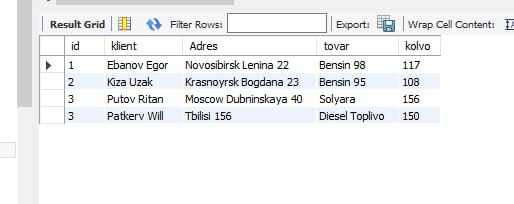 Result Grid Filter Rows: Export: Wrap Cell Content:
id klient Adres tovar kolvo
1 Ebanov Egor Novosibirsk Lenina 22 Bensin 98 117
2 Kiza Uzak Krasnoyrsk Bogdana 23 Bensin 95 108
3 Putov Ritan Moscow Dubninskaya 40 Solyara 156
3 Patkerv Will Tbilisi 156 Diesel Toplivo 150